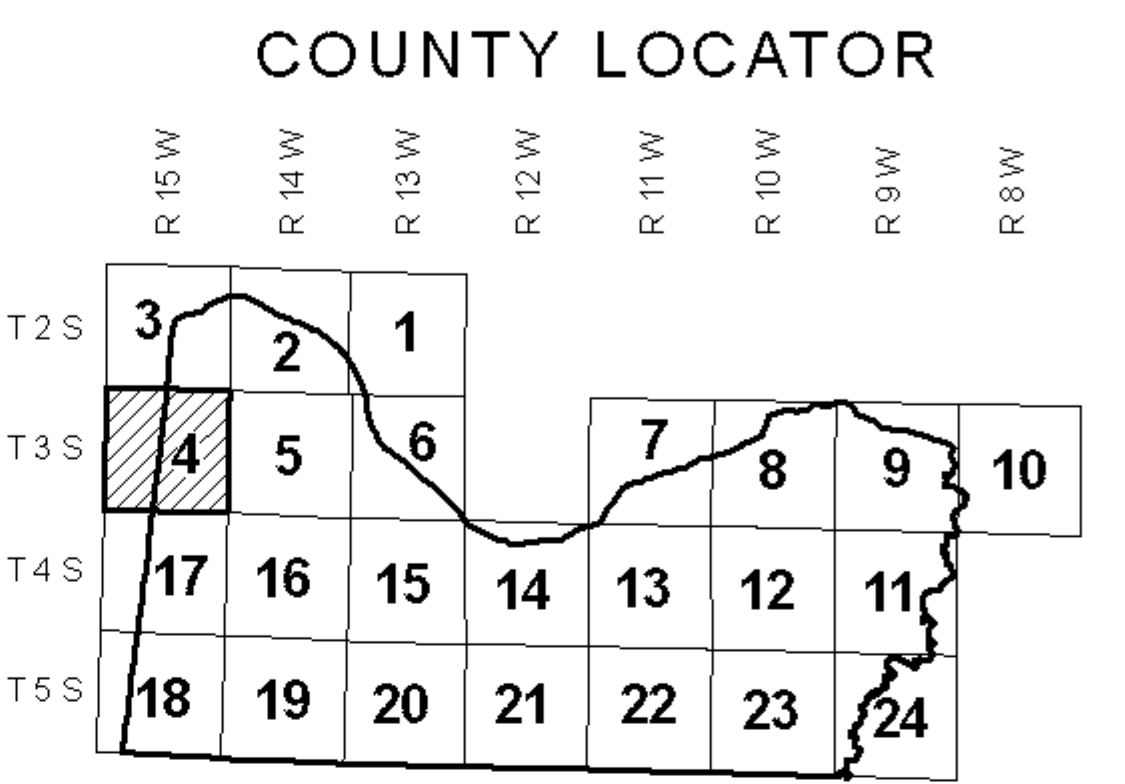 COUNTY LOCATOR
R 15 W R 14 W R 13 W R 12 W R 11 W R 10 W R 9 W R 8 W
T 2 S 3 2 1
T 3 S 4 5 6 7 8 9 10
T 4 S 17 16 15 14 13 12 11
T 5 S 18 19 20 21 22 23 24